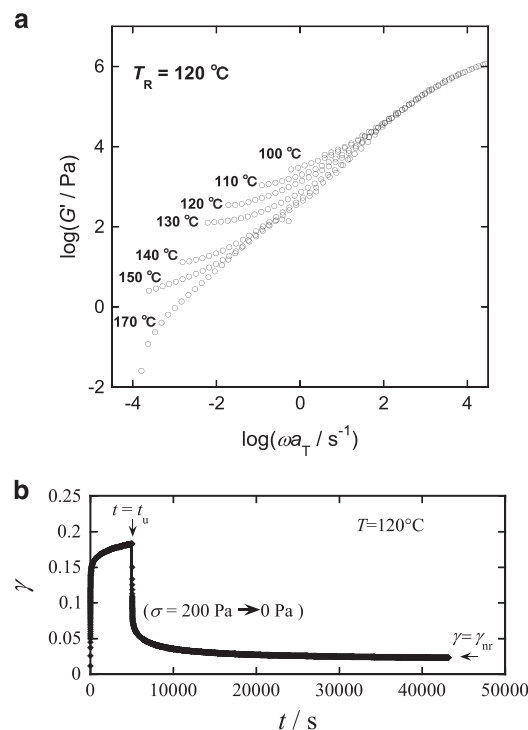 a
T_R = 120 °C
6
4
2
0
-2
log(G' / Pa)
100 °C
110 °C
120 °C
130 °C
140 °C
150 °C
170 °C
-4 -2 0 2 4
log(ωa_T / s⁻¹)
b
0.25
0.2
0.15
0.1
0.05
0
γ
t = t_u
T=120°C
(σ = 200 Pa ➔ 0 Pa)
γ= γ_nr
0 10000 20000 30000 40000 50000
t / s